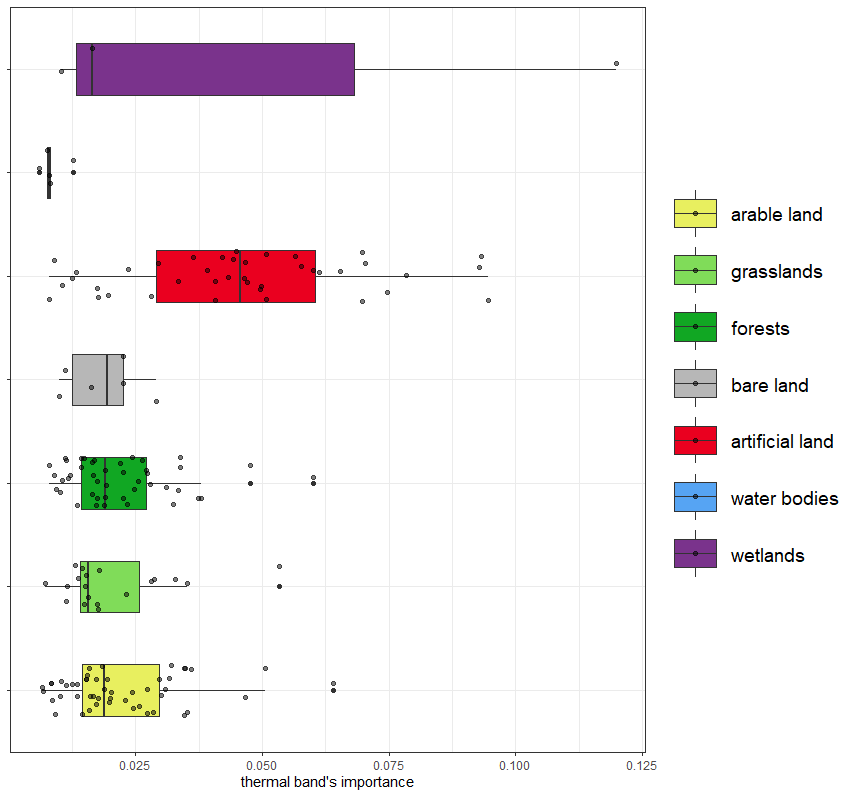 arable land
grasslands
forests
bare land
artificial land
water bodies
wetlands
0.025 0.050 0.075 0.100 0.125
thermal band's importance